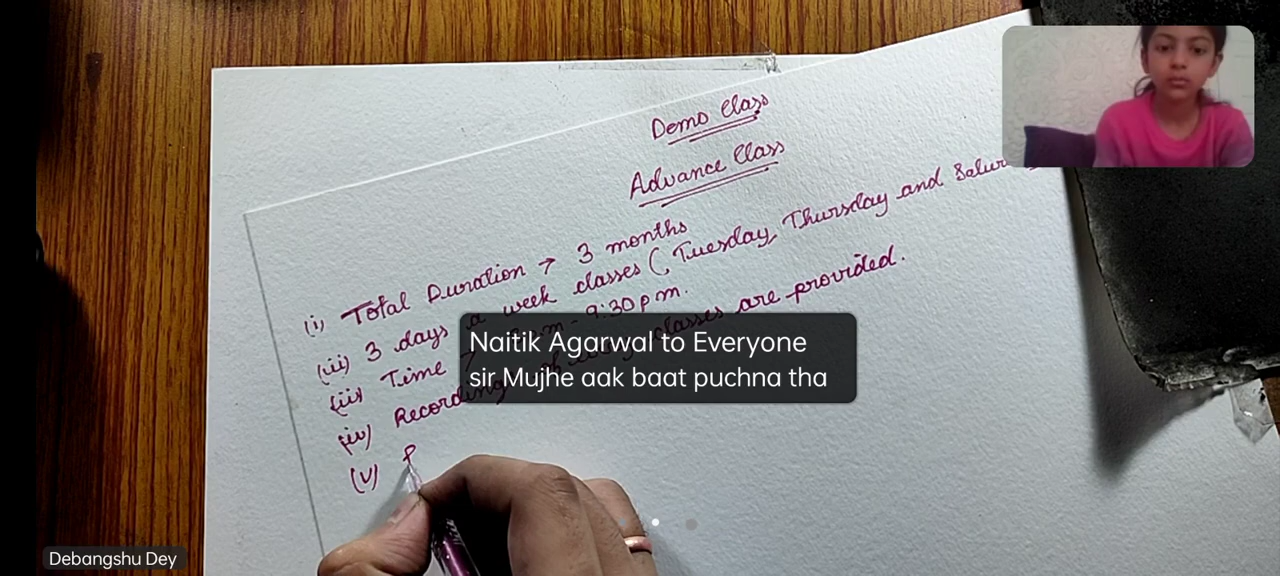 Demo Class
Advance Class
(i) Total Duration → 3 months
(ii) 3 days a week classes (Tuesday, Thursday and
(iii) Time → 9:30 pm.
(iv) Recording classes are provided.
(v)
Naitik Agarwal to Everyone
sir Mujhe aak baat puchna tha
Debangshu Dey